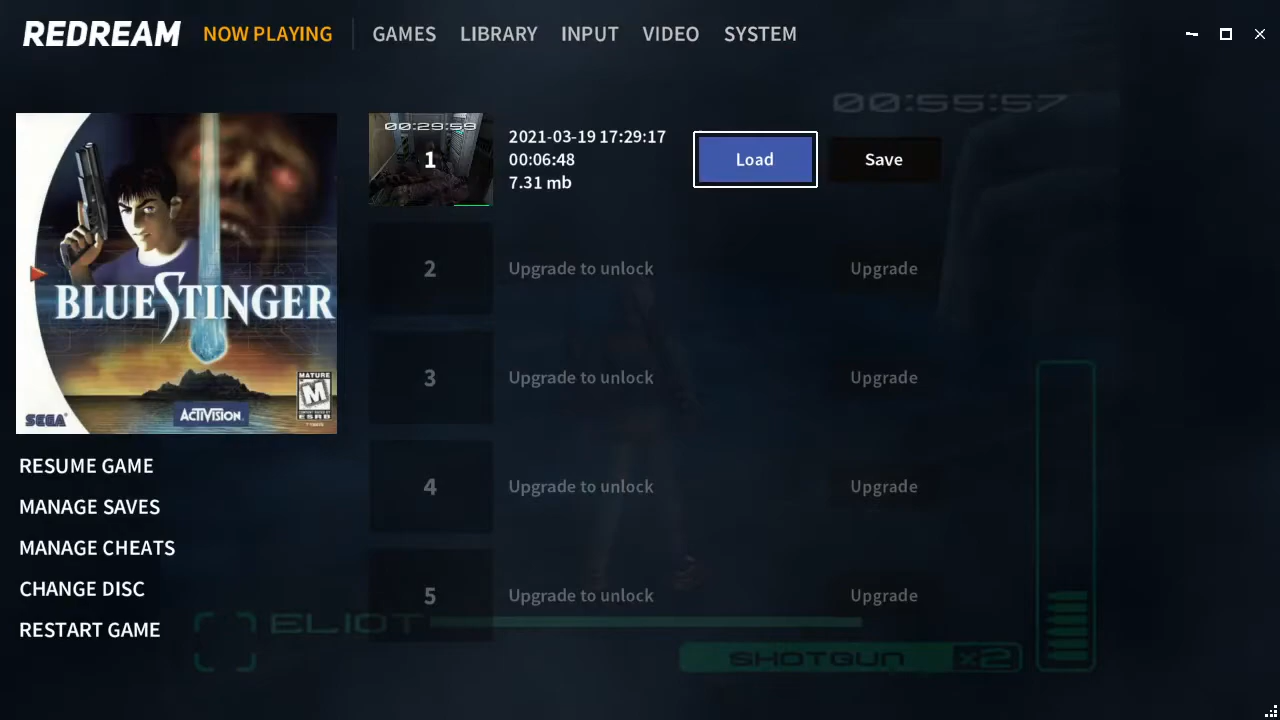 REDREAM NOW PLAYING GAMES LIBRARY INPUT VIDEO SYSTEM
00:55:57
BLUE STINGER
SEGA
ACTIVISION
MATURE
M
ESRB
00:29:59
1
2021-03-19 17:29:17
00:06:48
7.31 mb
Load Save
2 Upgrade to unlock Upgrade
3 Upgrade to unlock Upgrade
4 Upgrade to unlock Upgrade
5 Upgrade to unlock Upgrade
RESUME GAME
MANAGE SAVES
MANAGE CHEATS
CHANGE DISC
RESTART GAME
ELIOT
SHOTGUN x2